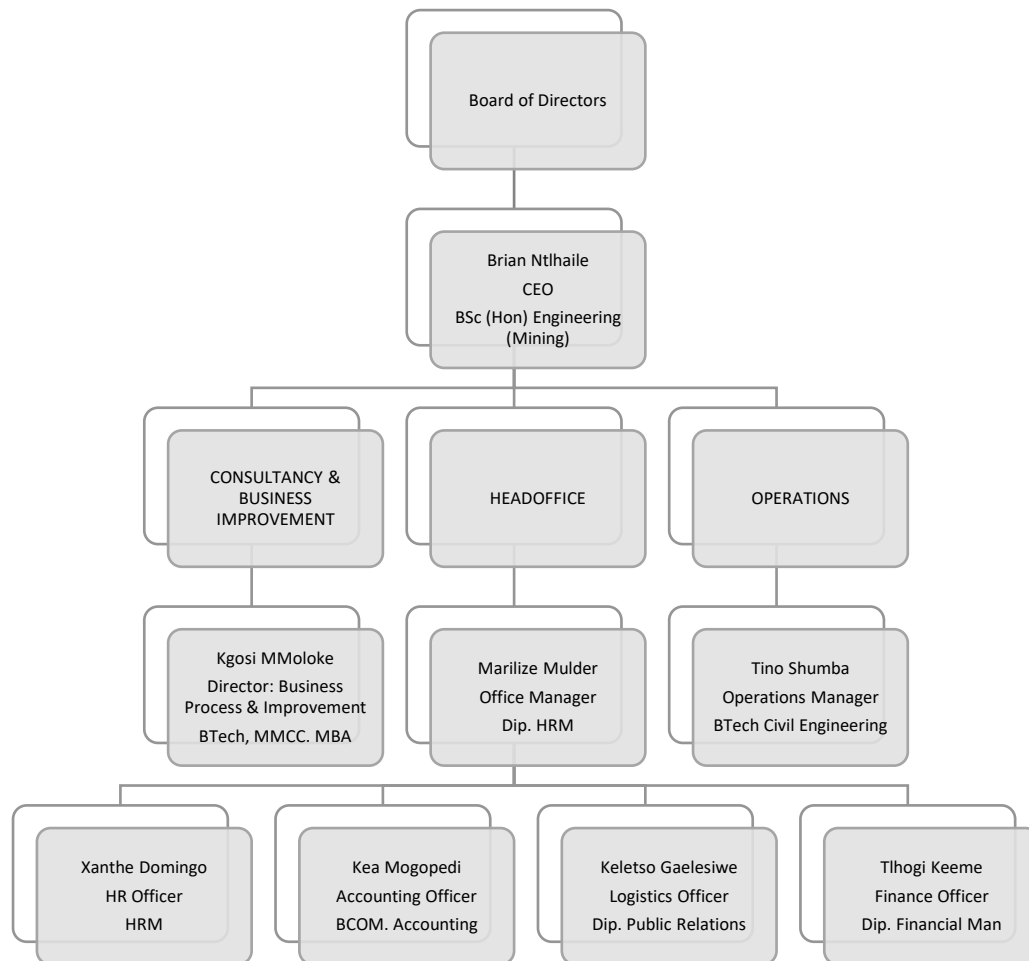 Board of Directors
Brian Ntlhaile
CEO
BSc (Hon) Engineering
(Mining)
CONSULTANCY &
BUSINESS
IMPROVEMENT
HEADOFFICE
OPERATIONS
Kgosi MMoloke
Director: Business
Process & Improvement
BTech, MMCC. MBA
Marilize Mulder
Office Manager
Dip. HRM
Tino Shumba
Operations Manager
BTech Civil Engineering
Xanthe Domingo
HR Officer
HRM
Kea Mogopedi
Accounting Officer
BCOM. Accounting
Keletso Gaelesiwe
Logistics Officer
Dip. Public Relations
Tlhogi Keeme
Finance Officer
Dip. Financial Man